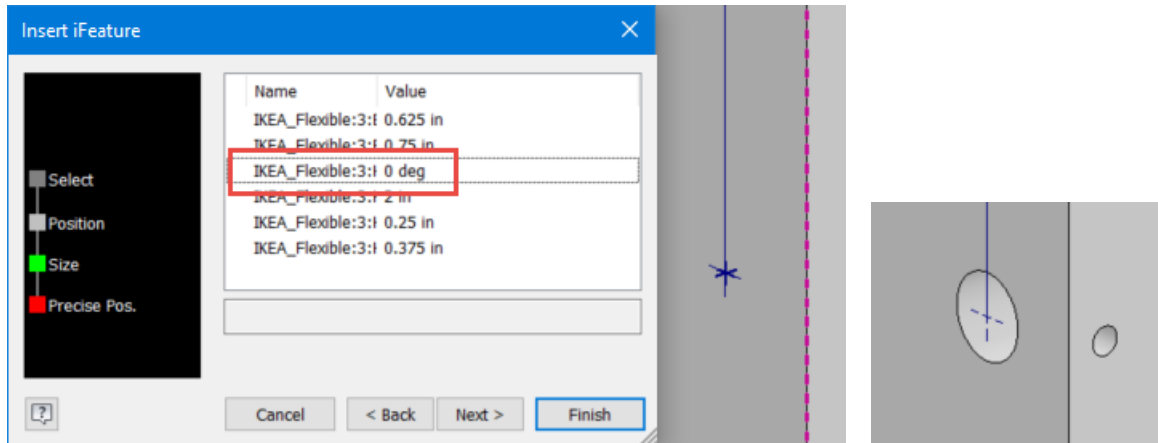 Insert iFeature
Name Value
IKEA_Flexible:3:I 0.625 in
IKEA_Flexible:3:I 0.75 in
IKEA_Flexible:3:I 0 deg
IKEA_Flexible:3:I 2 in
IKEA_Flexible:3:I 0.25 in
IKEA_Flexible:3:I 0.375 in
Select
Position
Size
Precise Pos.
?
Cancel < Back Next > Finish